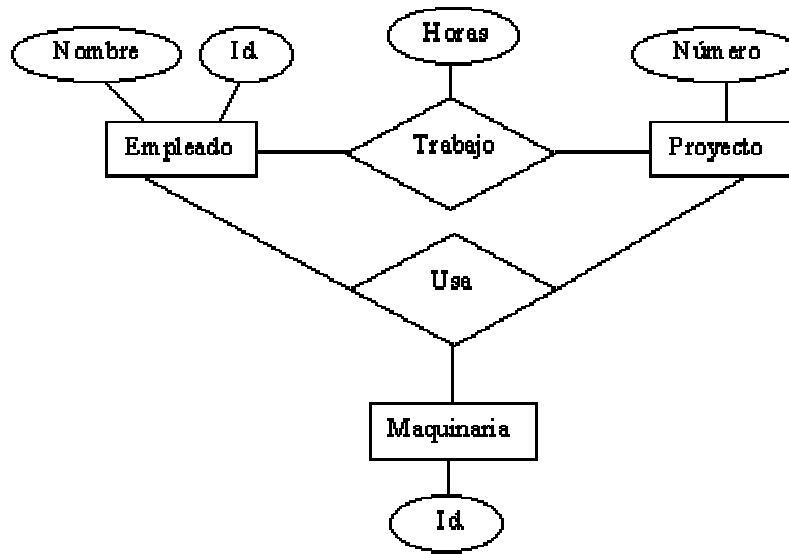 Horas
Nombre
Id
Número
Empleado
Trabajo
Proyecto
Usa
Maquinaria
Id